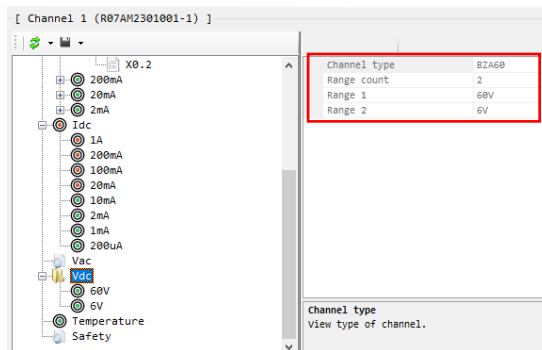 [ Channel 1 (R07AM2301001-1) ]
X0.2
200mA
20mA
2mA
Idc
1A
200mA
100mA
20mA
10mA
2mA
1mA
200uA
Vac
Vdc
60V
6V
Temperature
Safety
Channel type BZA60
Range count 2
Range 1 60V
Range 2 6V
Channel type
View type of channel.